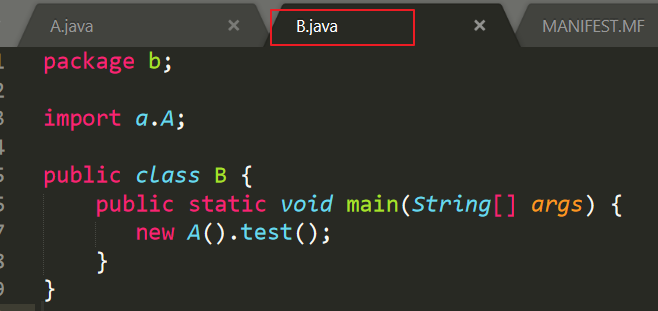 A.java × B.java × MANIFEST.MF
1 package b;
2
3 import a.A;
4
5 public class B {
6 public static void main(String[] args) {
7 new A().test();
8 }
9 }